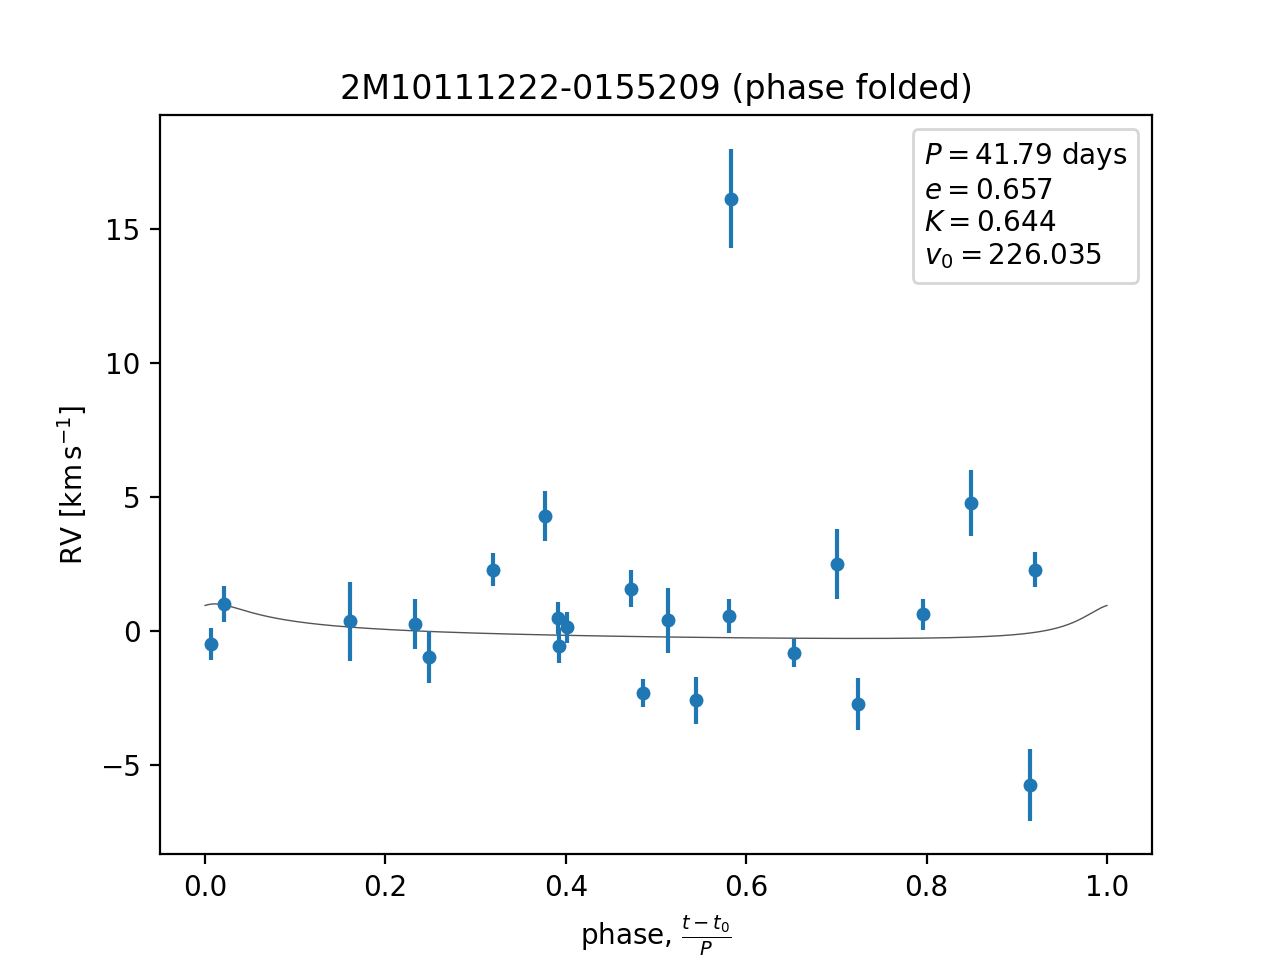 2M10111222-0155209 (phase folded)
P = 41.79 days
e = 0.657
K = 0.644
v₀ = 226.035
RV [km s⁻¹]
15
10
5
0
−5
0.0 0.2 0.4 0.6 0.8 1.0
phase, (t − t₀)/P